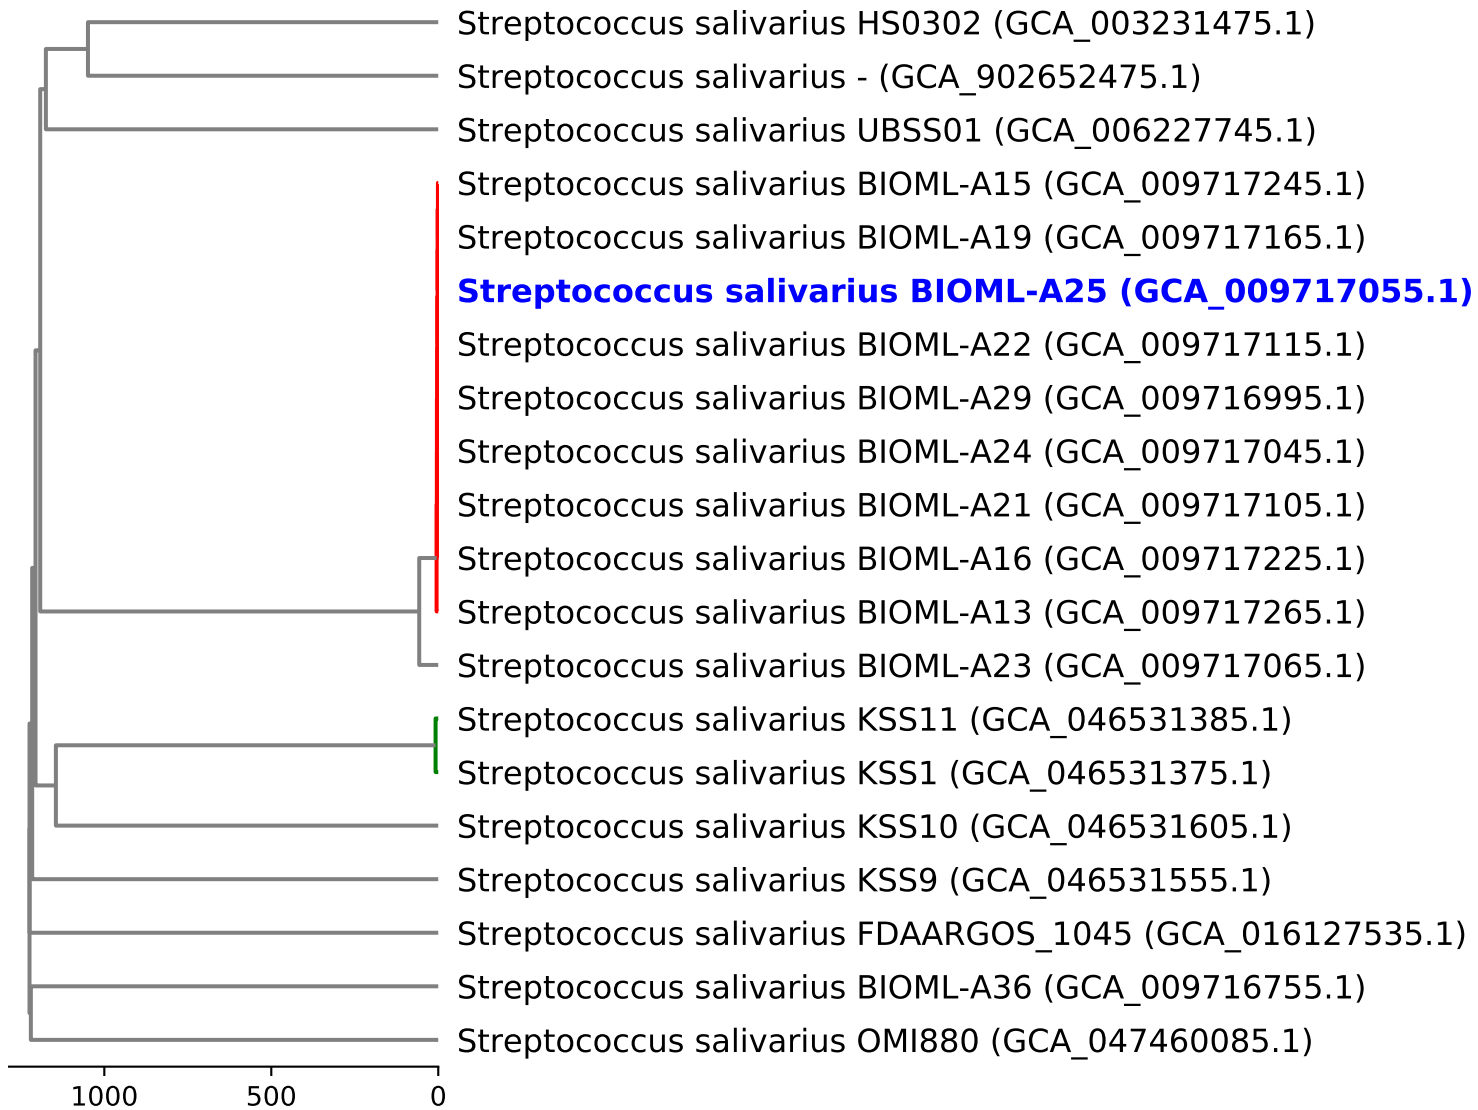 Streptococcus salivarius HS0302 (GCA_003231475.1)
Streptococcus salivarius - (GCA_902652475.1)
Streptococcus salivarius UBSS01 (GCA_006227745.1)
Streptococcus salivarius BIOML-A15 (GCA_009717245.1)
Streptococcus salivarius BIOML-A19 (GCA_009717165.1)
Streptococcus salivarius BIOML-A25 (GCA_009717055.1)
Streptococcus salivarius BIOML-A22 (GCA_009717115.1)
Streptococcus salivarius BIOML-A29 (GCA_009716995.1)
Streptococcus salivarius BIOML-A24 (GCA_009717045.1)
Streptococcus salivarius BIOML-A21 (GCA_009717105.1)
Streptococcus salivarius BIOML-A16 (GCA_009717225.1)
Streptococcus salivarius BIOML-A13 (GCA_009717265.1)
Streptococcus salivarius BIOML-A23 (GCA_009717065.1)
Streptococcus salivarius KSS11 (GCA_046531385.1)
Streptococcus salivarius KSS1 (GCA_046531375.1)
Streptococcus salivarius KSS10 (GCA_046531605.1)
Streptococcus salivarius KSS9 (GCA_046531555.1)
Streptococcus salivarius FDAARGOS_1045 (GCA_016127535.1)
Streptococcus salivarius BIOML-A36 (GCA_009716755.1)
Streptococcus salivarius OMI880 (GCA_047460085.1)
1000 500 0